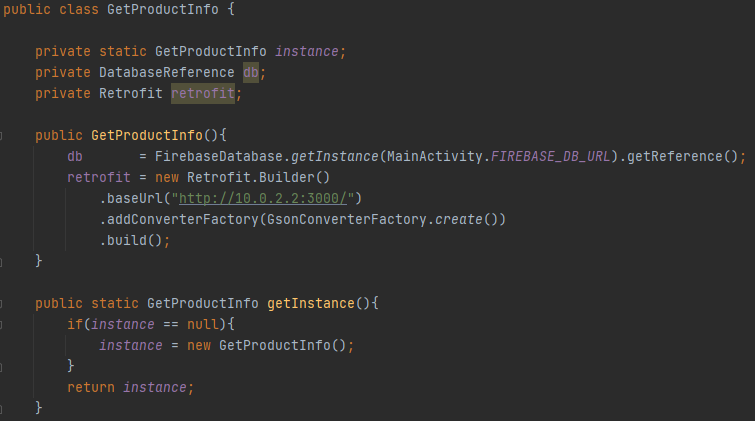 public class GetProductInfo {
    private static GetProductInfo instance;
    private DatabaseReference db;
    private Retrofit retrofit;
    public GetProductInfo(){
        db       = FirebaseDatabase.getInstance(MainActivity.FIREBASE_DB_URL).getReference();
        retrofit = new Retrofit.Builder()
            .baseUrl("http://10.0.2.2:3000/")
            .addConverterFactory(GsonConverterFactory.create())
            .build();
    }
    public static GetProductInfo getInstance(){
        if(instance == null){
            instance = new GetProductInfo();
        }
        return instance;
    }